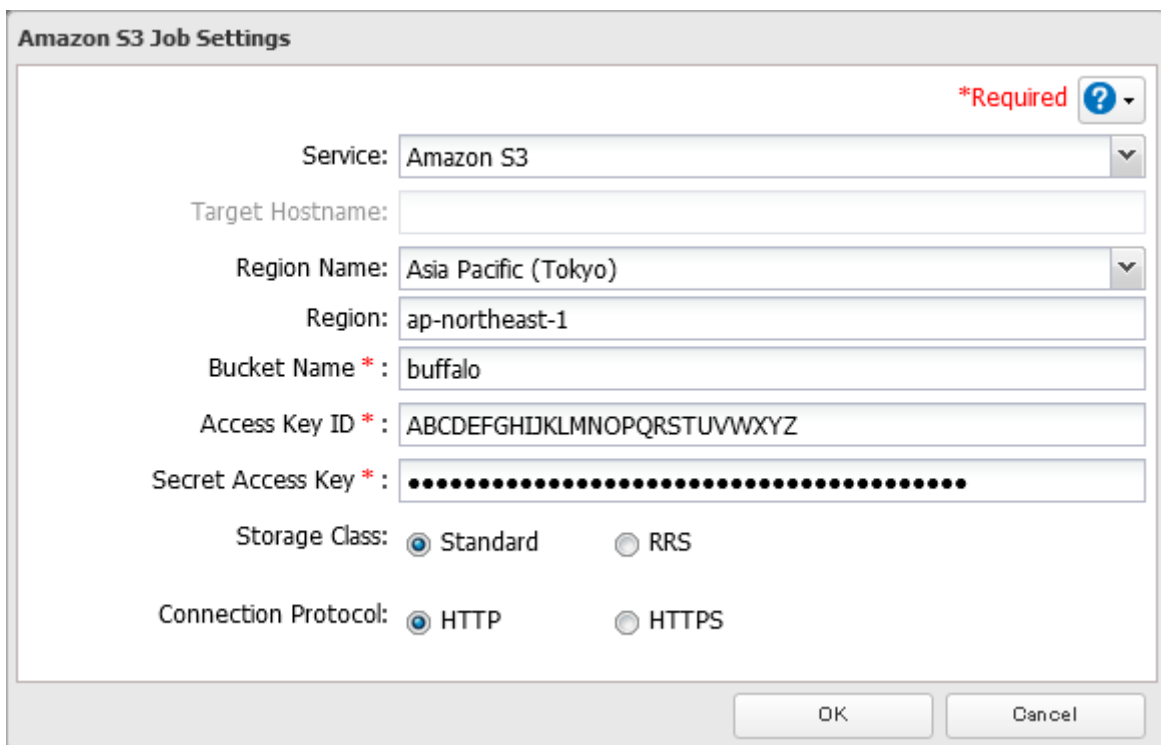 Amazon S3 Job Settings
*Required ?
Service: Amazon S3
Target Hostname:
Region Name: Asia Pacific (Tokyo)
Region: ap-northeast-1
Bucket Name * : buffalo
Access Key ID * : ABCDEFGHIJKLMNOPQRSTUVWXYZ
Secret Access Key * : ●●●●●●●●●●●●●●●●●●●●●●●●●●●●●●●●●●●●●●●●
Storage Class: Standard RRS
Connection Protocol: HTTP HTTPS
OK Cancel